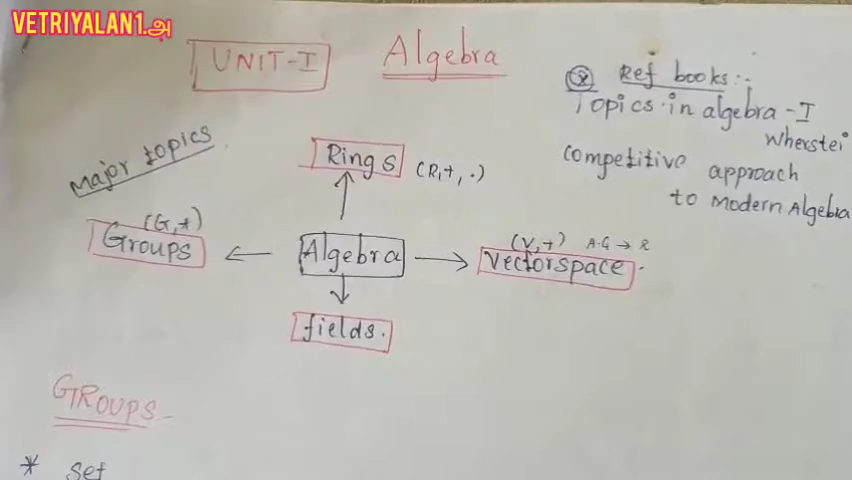 VETRIYALAN1.அ
UNIT-I Algebra
Ref books:-
Topics in algebra - I
Wherstei
competitive approach
to Modern Algebra
Major topics
Rings (R,+, .)
(G,*)
Groups
Algebra
(V,+) A.G → R
Vectorspace
fields.
GROUPS
* Set